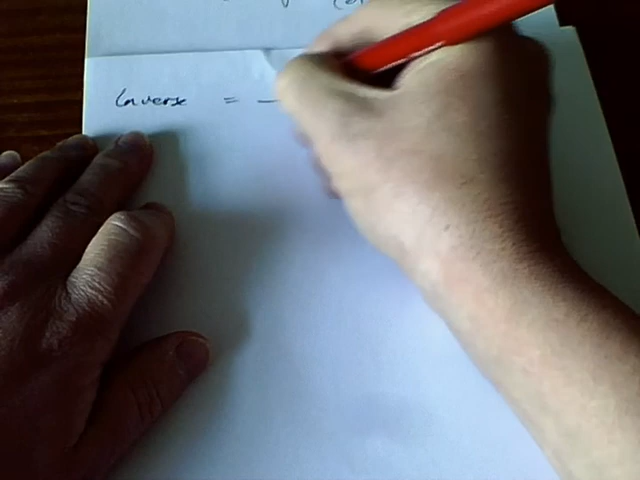 Inverse = —